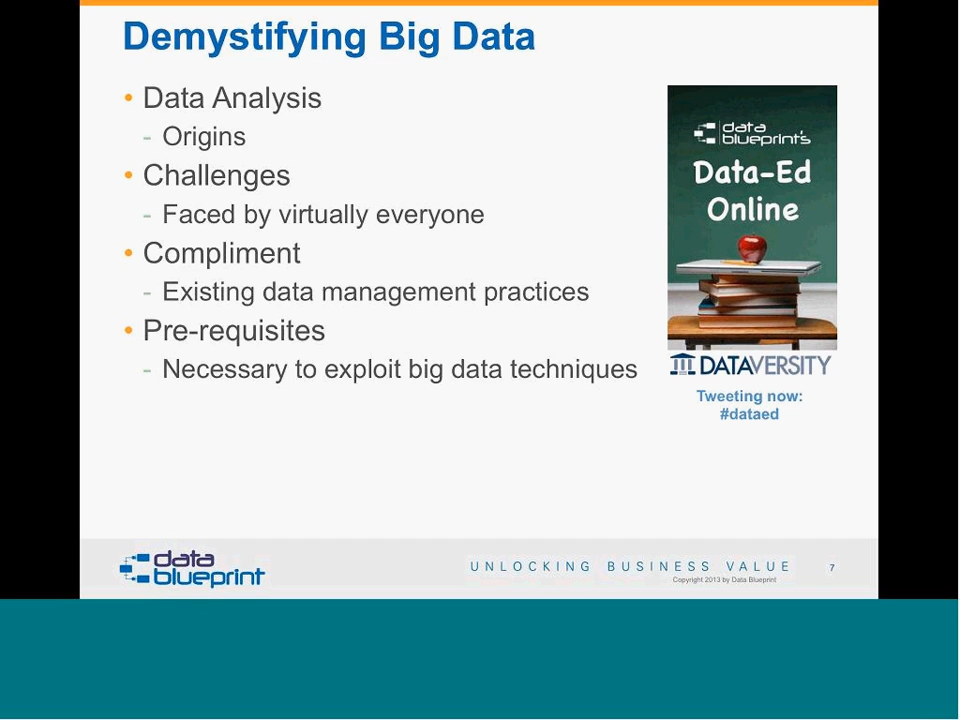 Demystifying Big Data
• Data Analysis
- Origins
• Challenges
- Faced by virtually everyone
• Compliment
- Existing data management practices
• Pre-requisites
- Necessary to exploit big data techniques
data
blueprint's
Data-Ed
Online
DATAVERSITY
Tweeting now:
#dataed
data
blueprint
UNLOCKING BUSINESS VALUE
7
Copyright 2013 by Data Blueprint